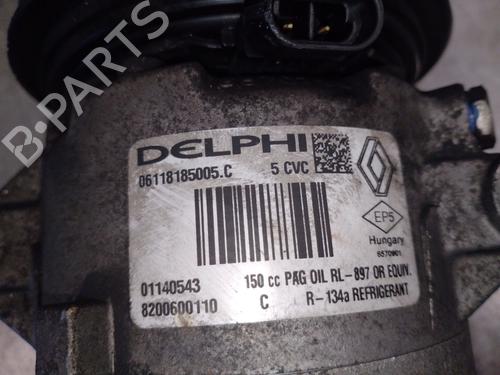 B-PARTS
DELPHI
06118185005.C 5 CVC
EP5
Hungary
6570901
01140543 150 cc PAG OIL RL-897 OR EQUIV.
8200600110 C R-134a REFRIGERANT